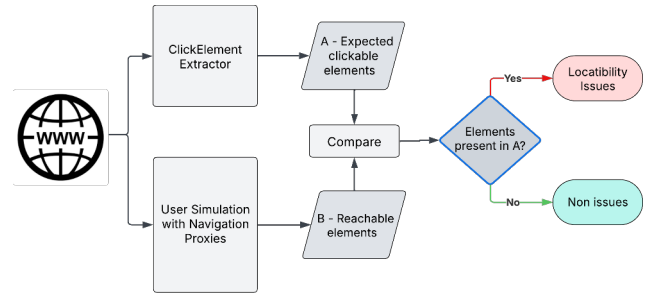 WWW
ClickElement
Extractor
A - Expected
clickable
elements
Compare
User Simulation
with Navigation
Proxies
B - Reachable
elements
Elements
present in A?
Yes
Locatibility
Issues
No
Non issues